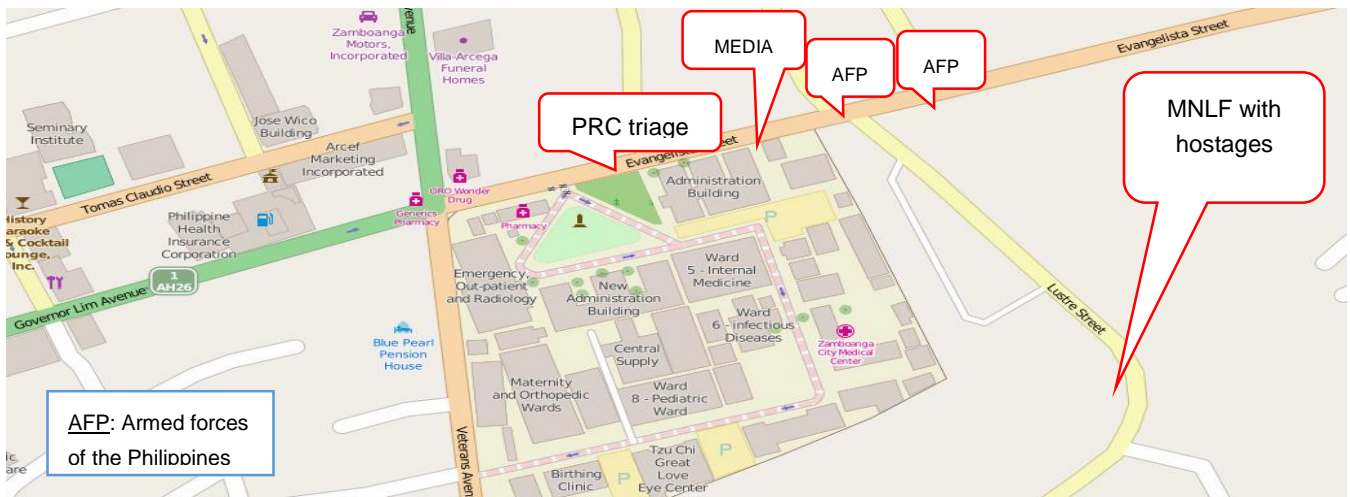 Avenue
Zamboanga
Motors,
Incorporated
Villa-Arcega
Funeral
Homes
MEDIA
AFP
AFP
Evangelista Street
MNLF with
hostages
PRC triage
Evangelista Street
Seminary
Institute
Jose Wico
Building
Arcef
Marketing
Incorporated
Tomas Claudio Street
ORO Wonder
Drug
Generics
Pharmacy
Pharmacy
Administration
Building
P
History
Karaoke
& Cocktail
Lounge,
Inc.
Philippine
Health
Insurance
Corporation
1
AH26
Governor Lim Avenue
Emergency,
Out-patient
and Radiology
New
Administration
Building
Ward
5 - Internal
Medicine
Ward
6 - infectious
Diseases
Zamboanga
City Medical
Center
Lustre Street
Blue Pearl
Pension
House
Central
Supply
Maternity
and Orthopedic
Wards
Ward
8 - Pediatric
Ward
AFP: Armed forces
of the Philippines
Veterans Aven
Birthing
Clinic
P
Tzu Chi
Great
Love
Eye Center
P
ic
are